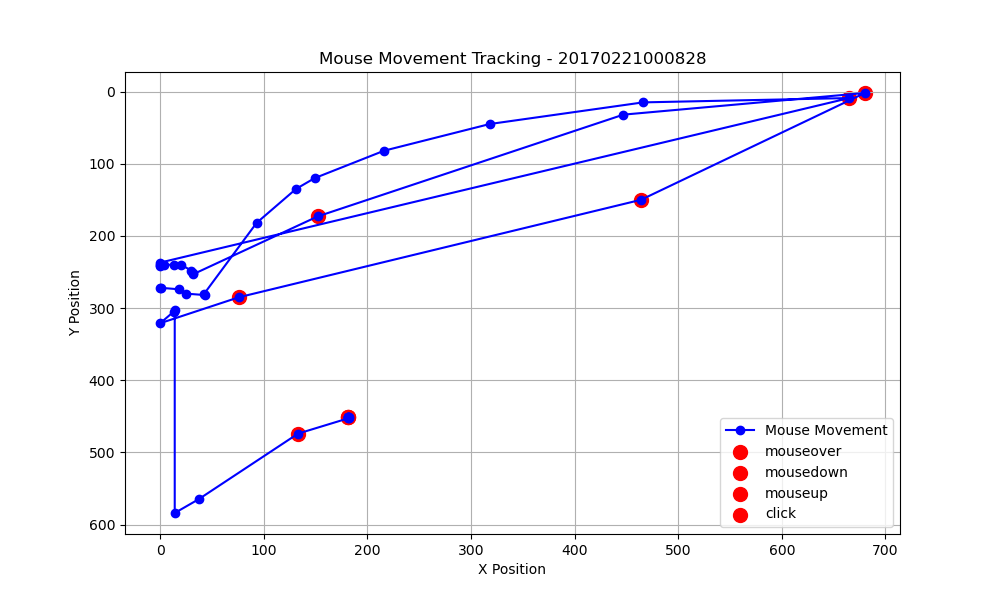 Mouse Movement Tracking - 20170221000828
0
100
200
300
400
500
600
Y Position
0 100 200 300 400 500 600 700
X Position
Mouse Movement
mouseover
mousedown
mouseup
click